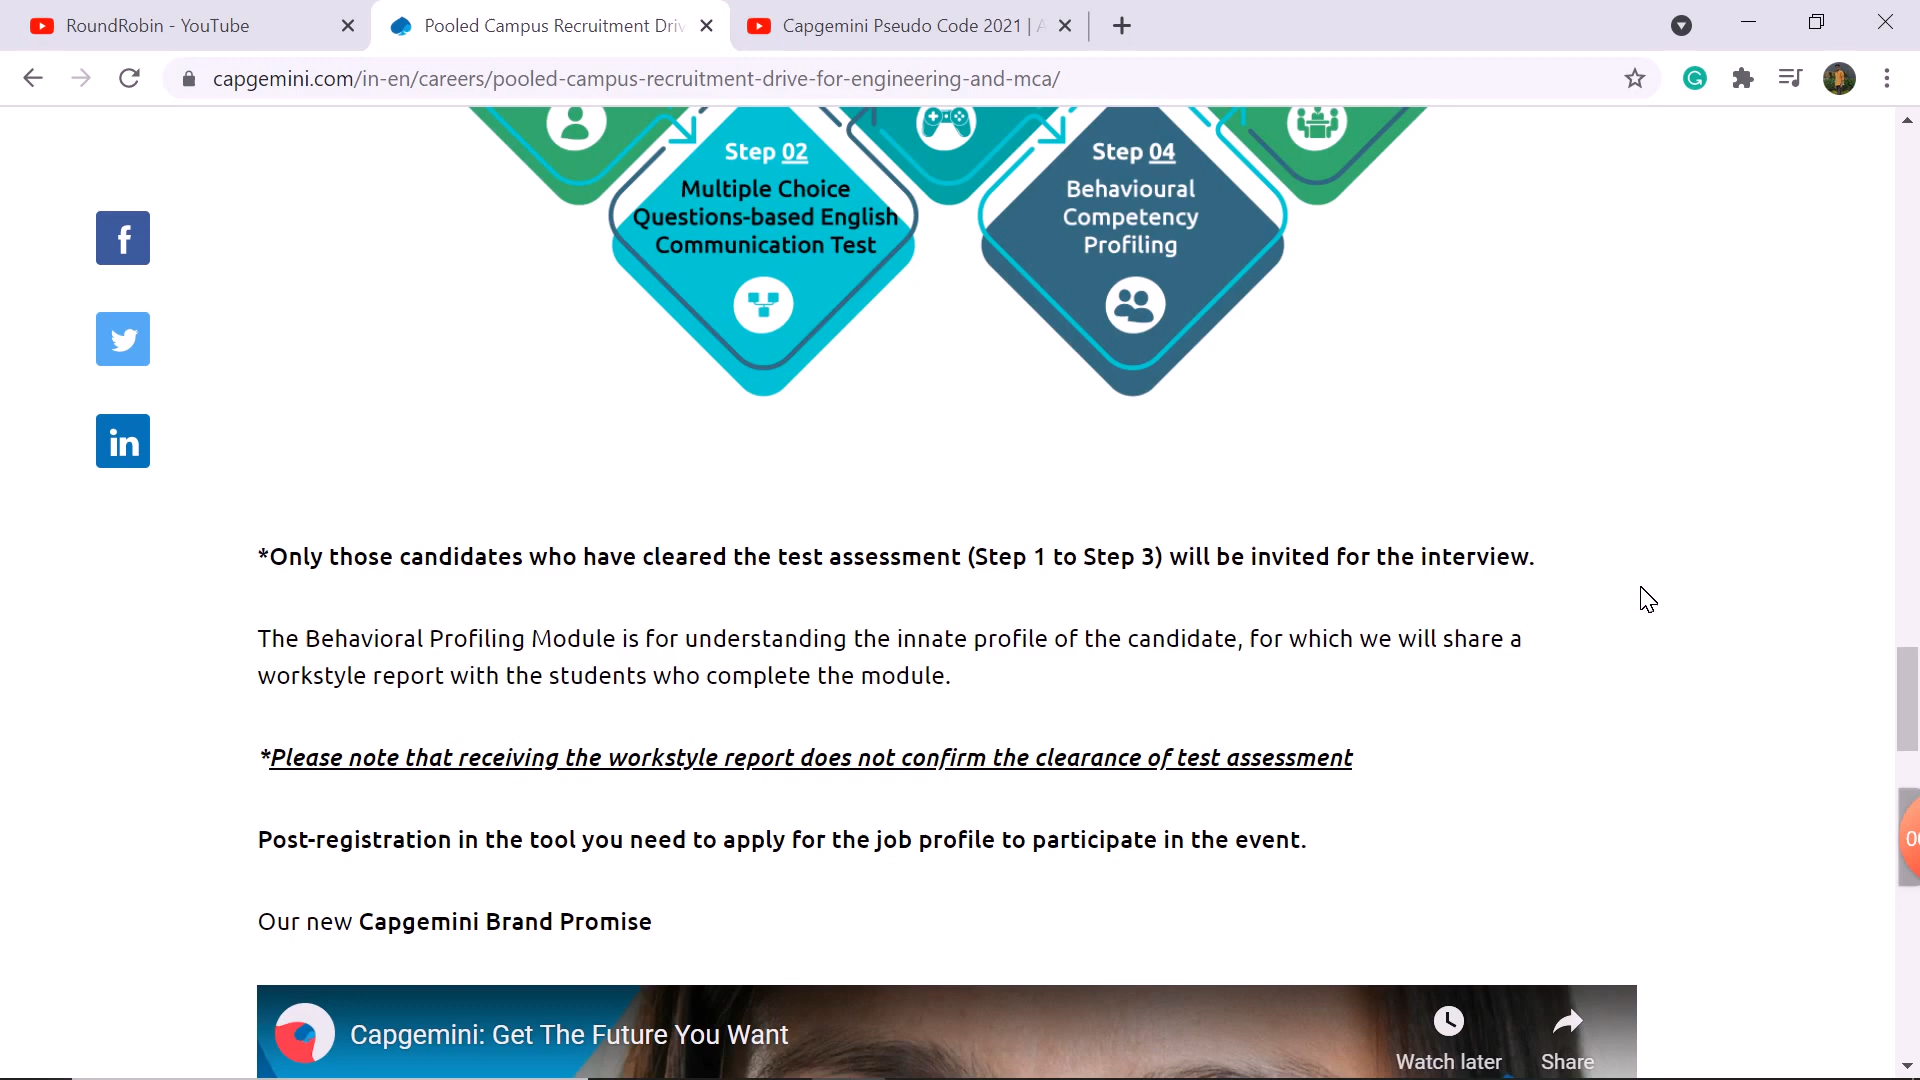 RoundRobin - YouTube
Pooled Campus Recruitment Driv
Capgemini Pseudo Code 2021 | A
capgemini.com/in-en/careers/pooled-campus-recruitment-drive-for-engineering-and-mca/
Step 02
Multiple Choice
Questions-based English
Communication Test
Step 04
Behavioural
Competency
Profiling
f
in
*Only those candidates who have cleared the test assessment (Step 1 to Step 3) will be invited for the interview.
The Behavioral Profiling Module is for understanding the innate profile of the candidate, for which we will share a
workstyle report with the students who complete the module.
*Please note that receiving the workstyle report does not confirm the clearance of test assessment
Post-registration in the tool you need to apply for the job profile to participate in the event.
Our new Capgemini Brand Promise
Capgemini: Get The Future You Want
Watch later
Share